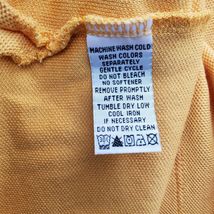 MACHINE WASH COLD
WASH COLORS
SEPARATELY
GENTLE CYCLE
DO NOT BLEACH
NO SOFTENER
REMOVE PROMPTLY
AFTER WASH
TUMBLE DRY LOW
COOL IRON
IF NECESSARY
DO NOT DRY CLEAN